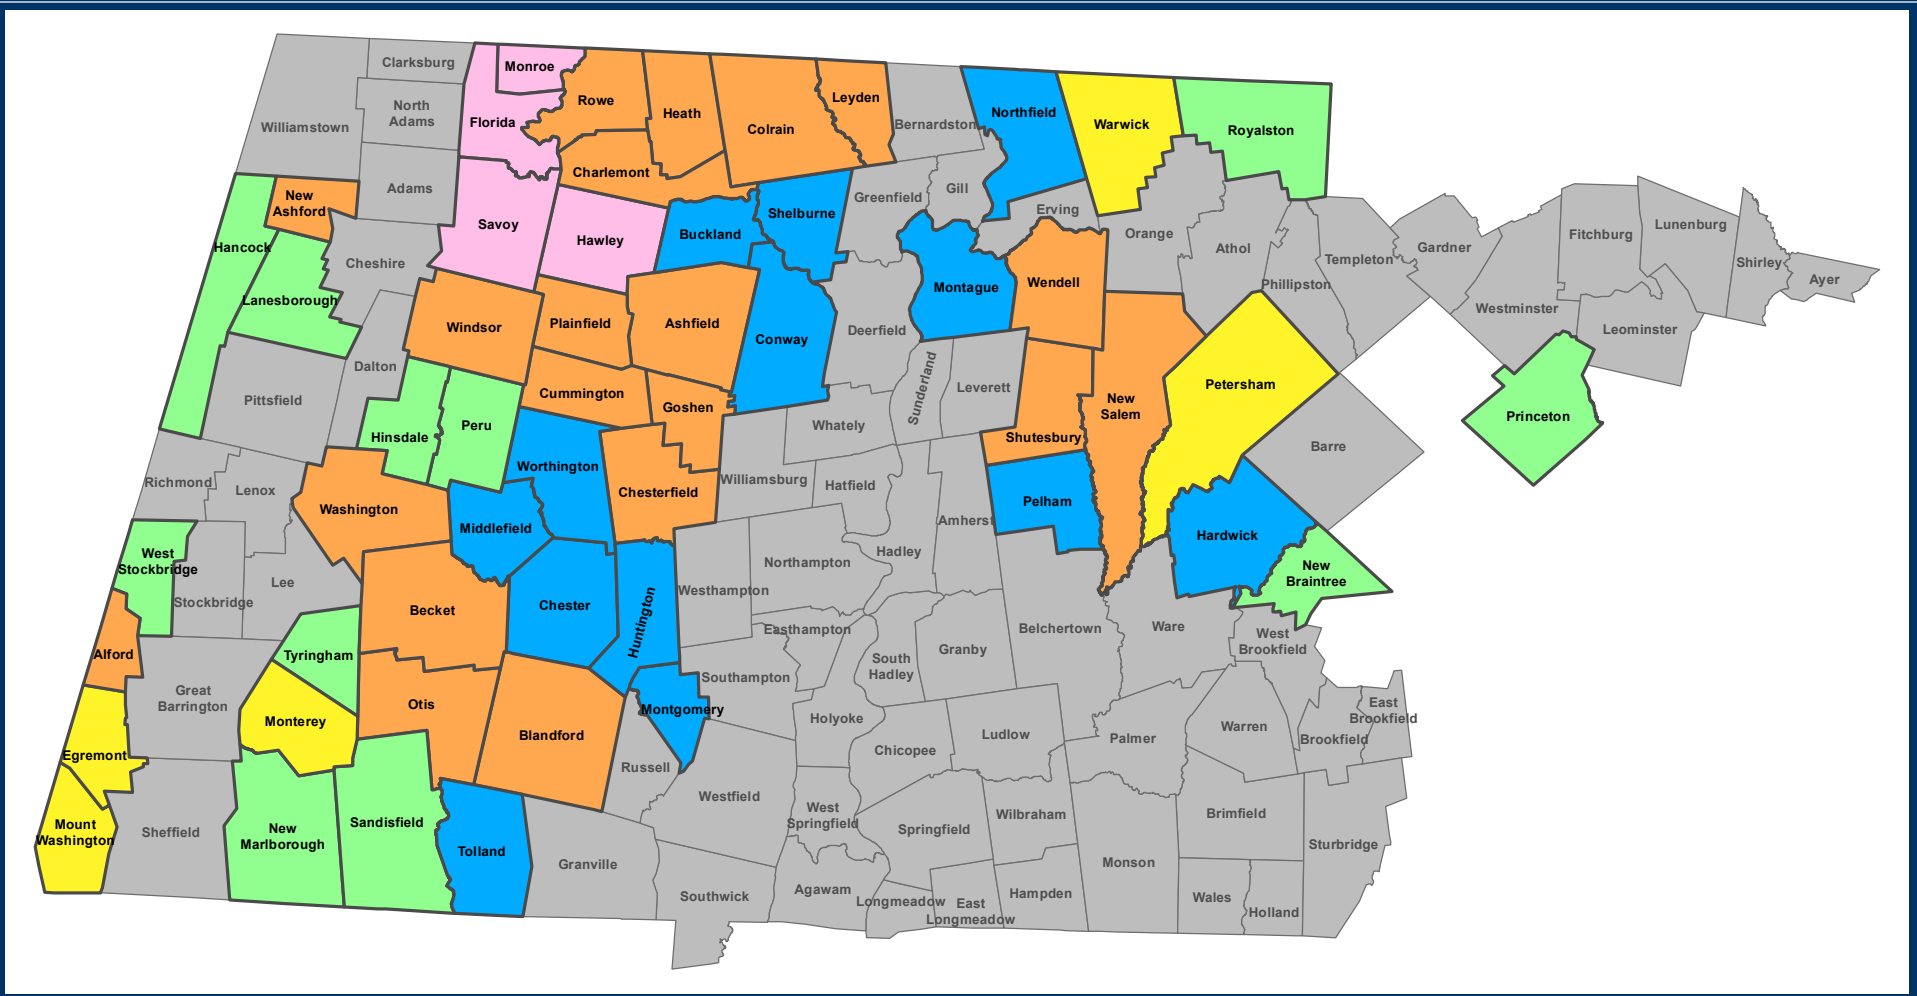 Clarksburg
Monroe
Williamstown
North
Adams
Florida
Rowe
Heath
Colrain
Leyden
Bernardston
Northfield
Warwick
Royalston
Adams
Charlemont
New
Ashford
Savoy
Hawley
Buckland
Shelburne
Greenfield
Gill
Erving
Orange
Athol
Phillipston
Templeton
Gardner
Westminster
Fitchburg
Lunenburg
Leominster
Shirley
Ayer
Hancock
Cheshire
Lanesborough
Windsor
Plainfield
Ashfield
Conway
Deerfield
Montague
Wendell
Dalton
Pittsfield
Cummington
Goshen
Sunderland
Leverett
Shutesbury
New
Salem
Petersham
Princeton
Barre
Hinsdale
Peru
Worthington
Chesterfield
Whately
Williamsburg
Hatfield
Pelham
Amherst
Hardwick
New
Braintree
Richmond
Lenox
Washington
Middlefield
West
Stockbridge
Stockbridge
Lee
Becket
Chester
Huntington
Westhampton
Northampton
Hadley
Easthampton
Belchertown
Ware
West
Brookfield
Alford
Great
Barrington
Tyringham
Monterey
Otis
Blandford
Montgomery
Southampton
South
Hadley
Granby
Holyoke
Chicopee
Ludlow
Palmer
Warren
Brookfield
East
Brookfield
Egremont
Mount
Washington
Sheffield
New
Marlborough
Sandisfield
Tolland
Granville
Russell
Westfield
Southwick
West
Springfield
Agawam
Springfield
Wilbraham
Longmeadow
East
Longmeadow
Hampden
Monson
Brimfield
Wales
Holland
Sturbridge